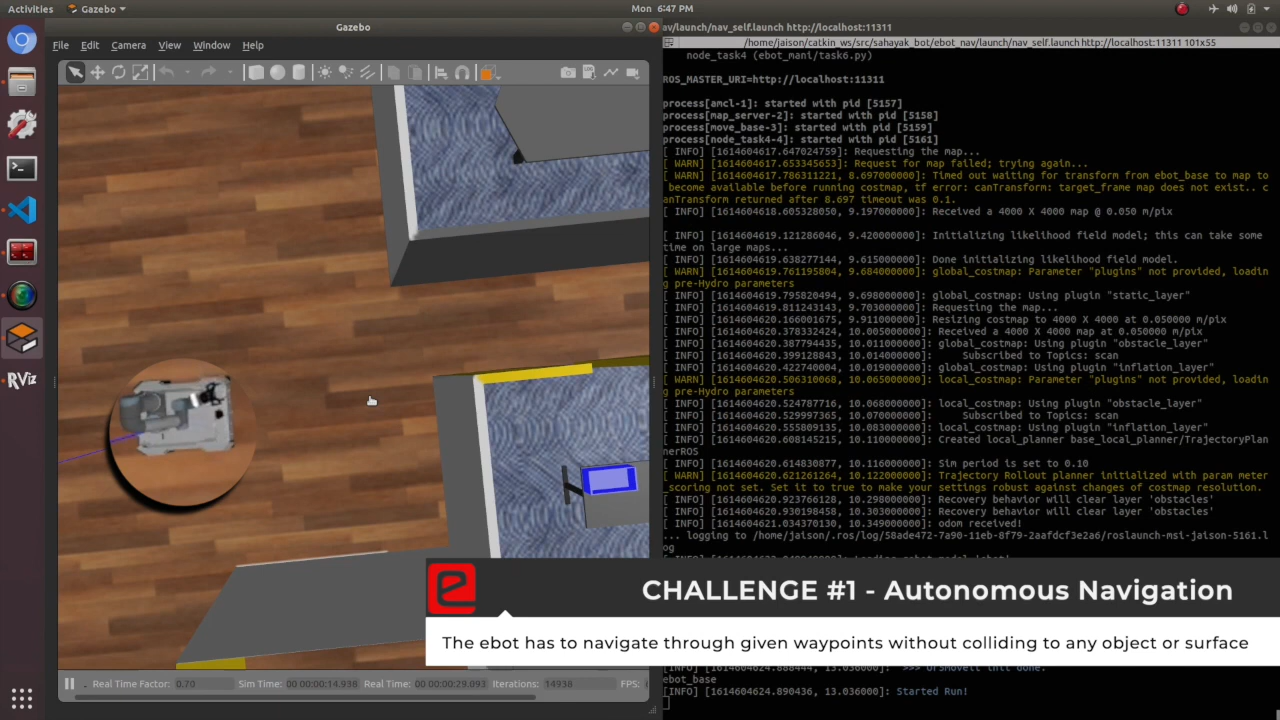 Activities
Gazebo
Mon 6:47 PM
Gazebo
File Edit Camera View Window Help
RViz
Real Time Factor: 0.70 Sim Time: 00 00:00:14.938 Real Time: 00 00:00:29.093 Iterations: 14938 FPS:
av/launch/nav_self.launch http://localhost:11311
/home/jaison/catkin_ws/src/sahayak_bot/ebot_nav/launch/nav_self.launch http://localhost:11311 101x55
node_task4 (ebot_mani/task6.py)
ROS_MASTER_URI=http://localhost:11311
process[amcl-1]: started with pid [5157]
process[map_server-2]: started with pid [5158]
process[move_base-3]: started with pid [5159]
process[node_task4-4]: started with pid [5161]
[ INFO] [1614604617.647024759]: Requesting the map...
[ WARN] [1614604617.653345653]: Request for map failed; trying again...
[ WARN] [1614604617.786311221, 8.697000000]: Timed out waiting for transform from ebot_base to map to
become available before running costmap, tf error: canTransform: target_frame map does not exist.. c
anTransform returned after 8.697 timeout was 0.1.
[ INFO] [1614604618.605328050, 9.197000000]: Received a 4000 X 4000 map @ 0.050 m/pix
[ INFO] [1614604619.121286046, 9.420000000]: Initializing likelihood field model; this can take some
time on large maps...
[ INFO] [1614604619.638277144, 9.615000000]: Done initializing likelihood field model.
[ WARN] [1614604619.761195804, 9.684000000]: global_costmap: Parameter "plugins" not provided, loadin
g pre-Hydro parameters
[ INFO] [1614604619.795820494, 9.698000000]: global_costmap: Using plugin "static_layer"
[ INFO] [1614604619.811243143, 9.703000000]: Requesting the map...
[ INFO] [1614604620.166001675, 9.911000000]: Resizing costmap to 4000 X 4000 at 0.050000 m/pix
[ INFO] [1614604620.378332424, 10.005000000]: Received a 4000 X 4000 map at 0.050000 m/pix
[ INFO] [1614604620.387794435, 10.011000000]: global_costmap: Using plugin "obstacle_layer"
[ INFO] [1614604620.399128843, 10.014000000]: Subscribed to Topics: scan
[ INFO] [1614604620.422740004, 10.019000000]: global_costmap: Using plugin "inflation_layer"
[ WARN] [1614604620.506310068, 10.065000000]: local_costmap: Parameter "plugins" not provided, loadin
g pre-Hydro parameters
[ INFO] [1614604620.524787716, 10.068000000]: local_costmap: Using plugin "obstacle_layer"
[ INFO] [1614604620.529997365, 10.070000000]: Subscribed to Topics: scan
[ INFO] [1614604620.555809135, 10.083000000]: local_costmap: Using plugin "inflation_layer"
[ INFO] [1614604620.608145215, 10.110000000]: Created local_planner base_local_planner/TrajectoryPlan
nerROS
[ INFO] [1614604620.614830877, 10.116000000]: Sim period is set to 0.10
[ WARN] [1614604620.621261264, 10.122000000]: Trajectory Rollout planner initialized with param meter
_scoring not set. Set it to true to make your settings robust against changes of costmap resolution.
[ INFO] [1614604620.923766128, 10.298000000]: Recovery behavior will clear layer 'obstacles'
[ INFO] [1614604620.930198458, 10.303000000]: Recovery behavior will clear layer 'obstacles'
[ INFO] [1614604621.034370130, 10.349000000]: odom received!
... logging to /home/jaison/.ros/log/58ade472-7a90-11eb-8f79-2aafdcf3e2a6/roslaunch-msi-jaison-5161.l
og
CHALLENGE #1 - Autonomous Navigation
The ebot has to navigate through given waypoints without colliding to any object or surface
ebot_base
[INFO] [1614604624.890436, 13.036000]: Started Run!